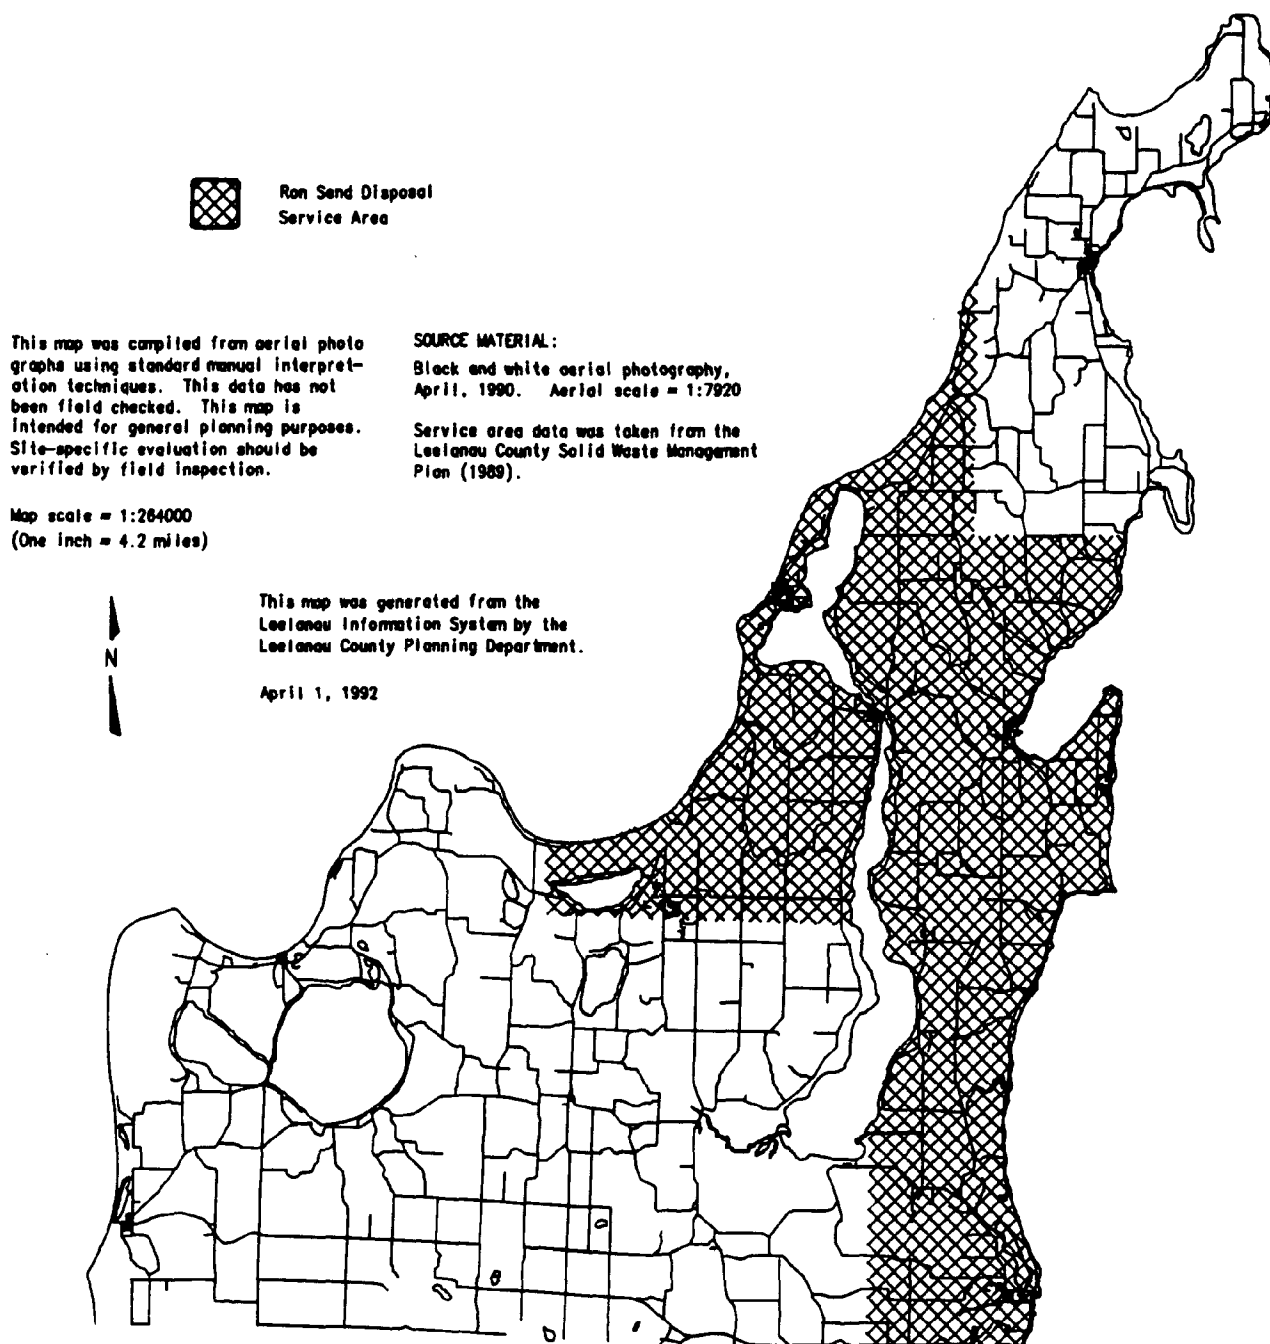 Ron Send Disposal
Service Area
This map was compiled from aerial photo
graphs using standard manual interpret-
ation techniques. This data has not
been field checked. This map is
intended for general planning purposes.
Site-specific evaluation should be
verified by field inspection.
Map scale = 1:264000
(One inch = 4.2 miles)
SOURCE MATERIAL:
Black and white aerial photography,
April, 1990. Aerial scale = 1:7920
Service area data was taken from the
Leelanau County Solid Waste Management
Plan (1989).
This map was generated from the
Leelanau Information System by the
Leelanau County Planning Department.
April 1, 1992
N